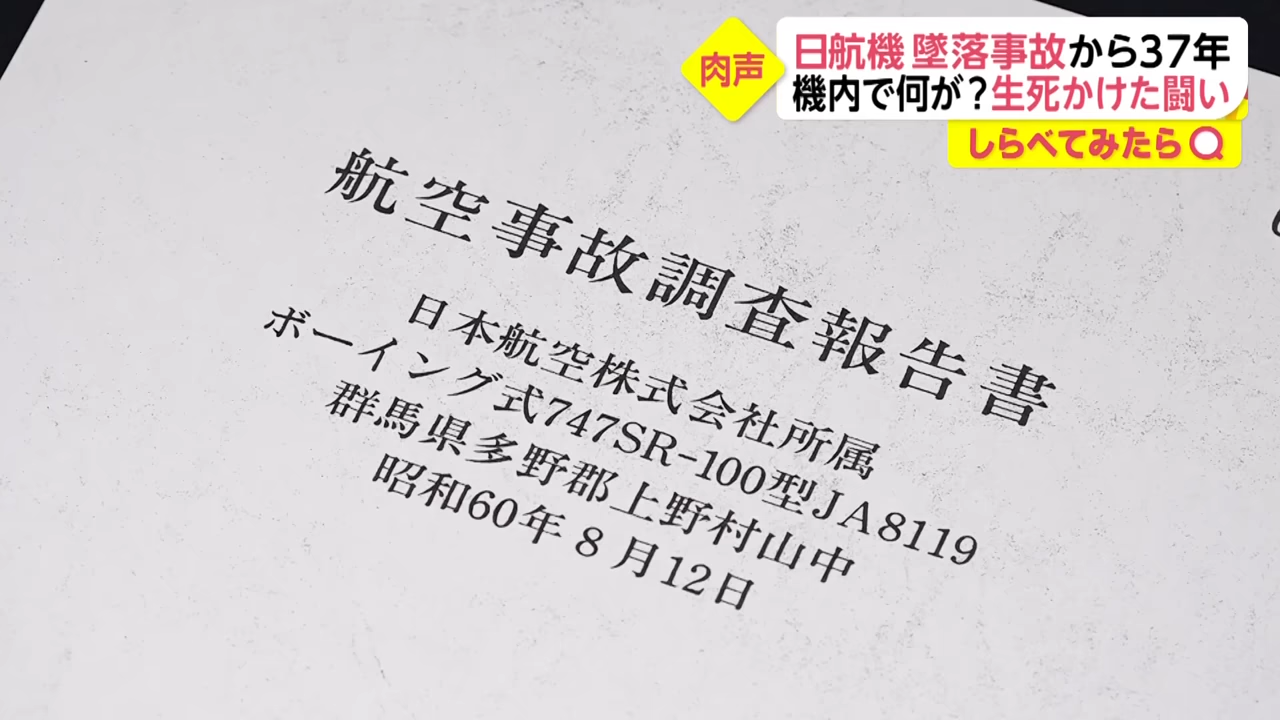 肉声
日航機 墜落事故から37年
機内で何が？生死かけた闘い
しらべてみたら
航空事故調査報告書
日本航空株式会社所属
ボーイング式747SR-100型JA8119
群馬県多野郡上野村山中
昭和60年8月12日